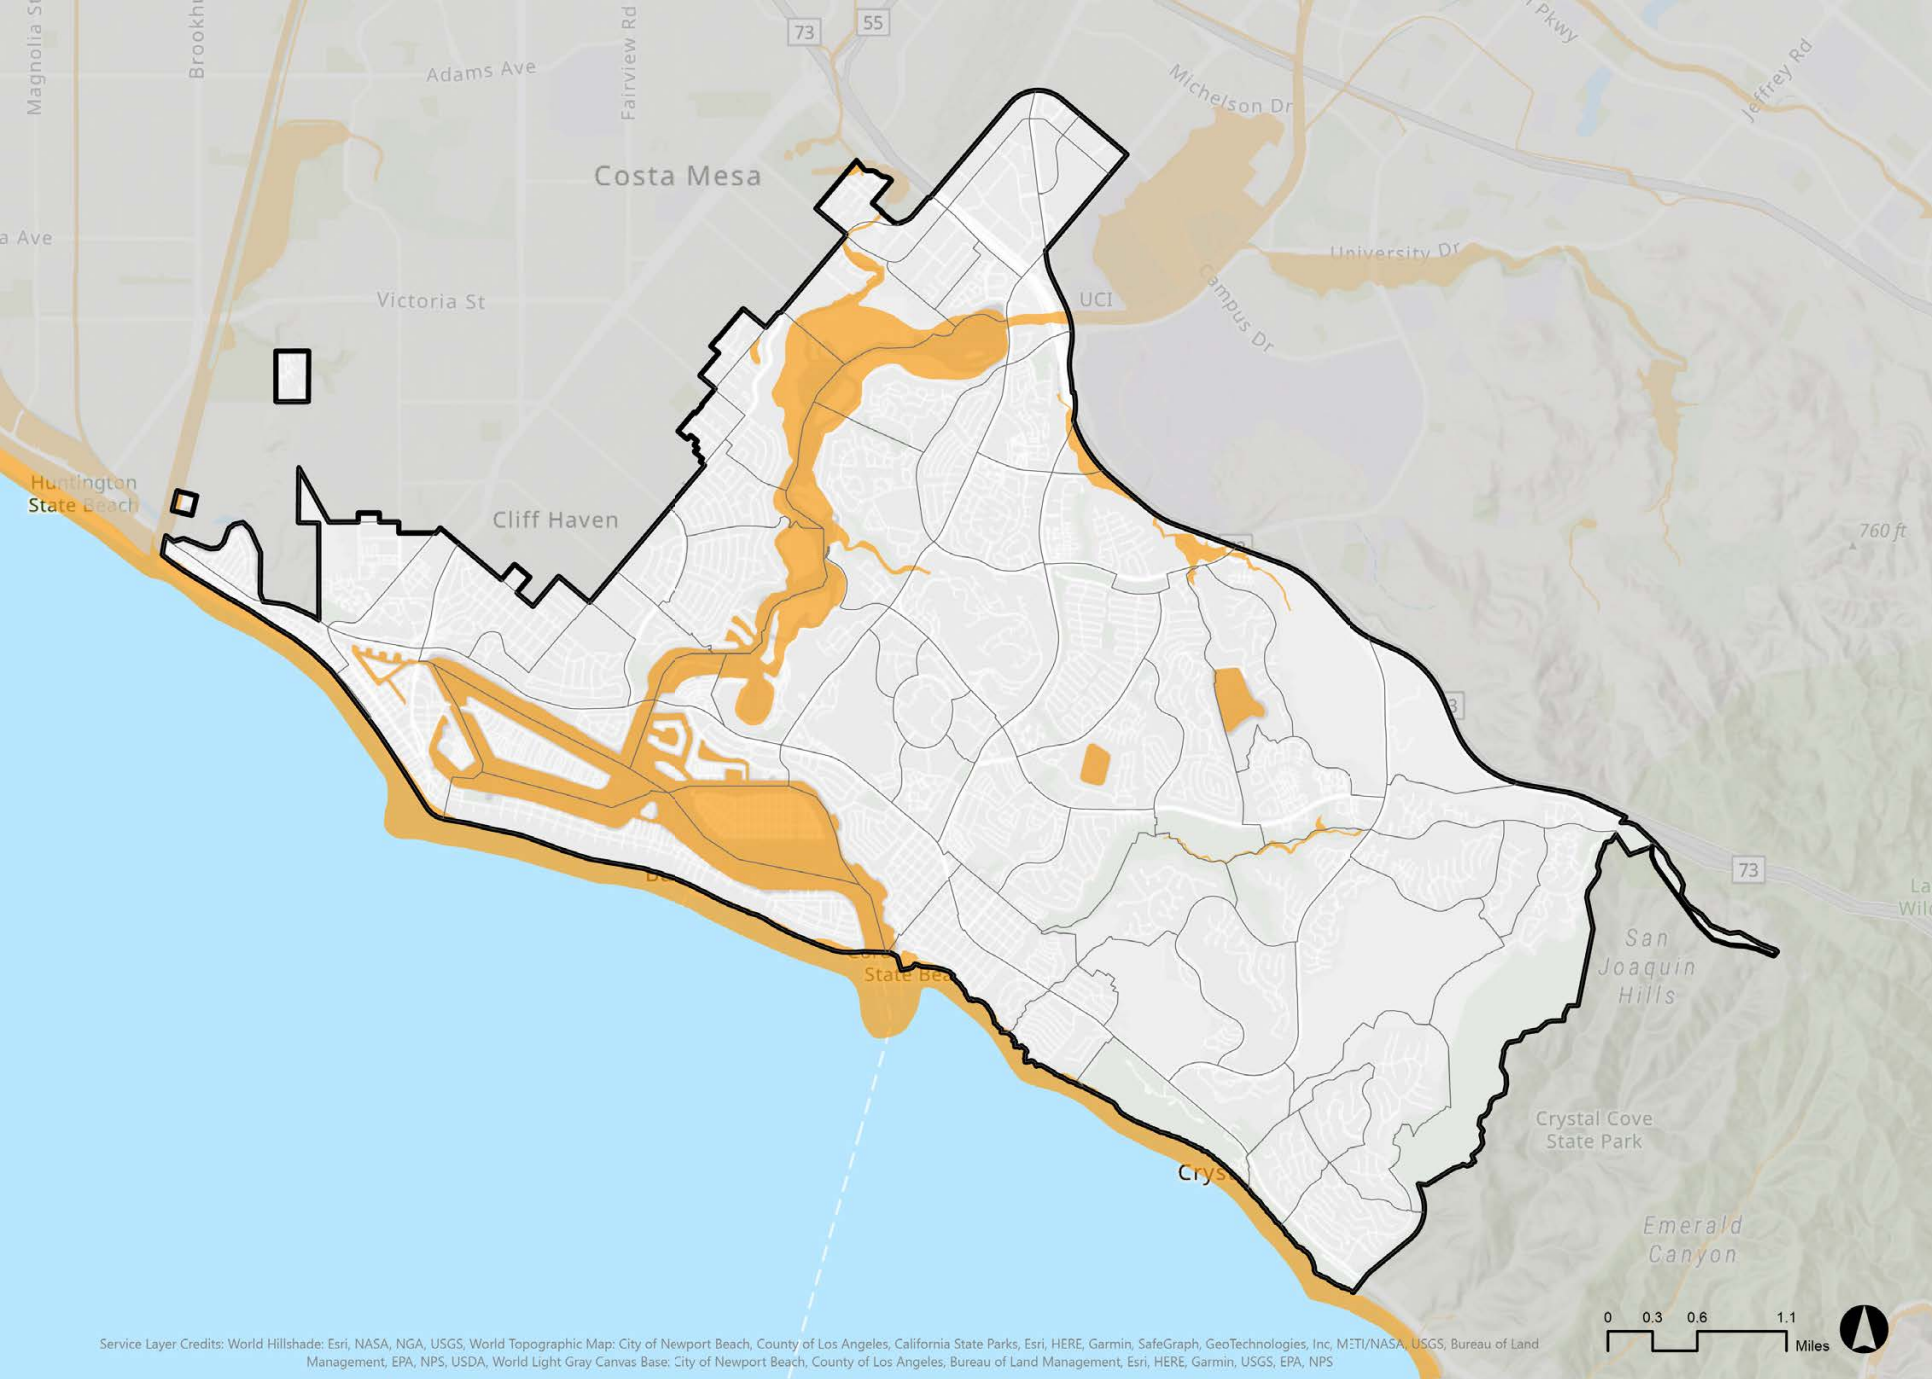 Magnolia St
Brookh
Adams Ave
Fairview Rd
73
55
Pkwy
Michelson Dr
Jeffrey Rd
Costa Mesa
a Ave
University Dr
Victoria St
UCI
Campus Dr
Huntington
State Beach
Cliff Haven
760 ft
73
San
Joaquin
Hills
La
Wild
State Bea
Crystal Cove
State Park
Crys
Emerald
Canyon
0 0.3 0.6 1.1
Miles
Service Layer Credits: World Hillshade: Esri, NASA, NGA, USGS, World Topographic Map: City of Newport Beach, County of Los Angeles, California State Parks, Esri, HERE, Garmin, SafeGraph, GeoTechnologies, Inc, METI/NASA, USGS, Bureau of Land
Management, EPA, NPS, USDA, World Light Gray Canvas Base: City of Newport Beach, County of Los Angeles, Bureau of Land Management, Esri, HERE, Garmin, USGS, EPA, NPS